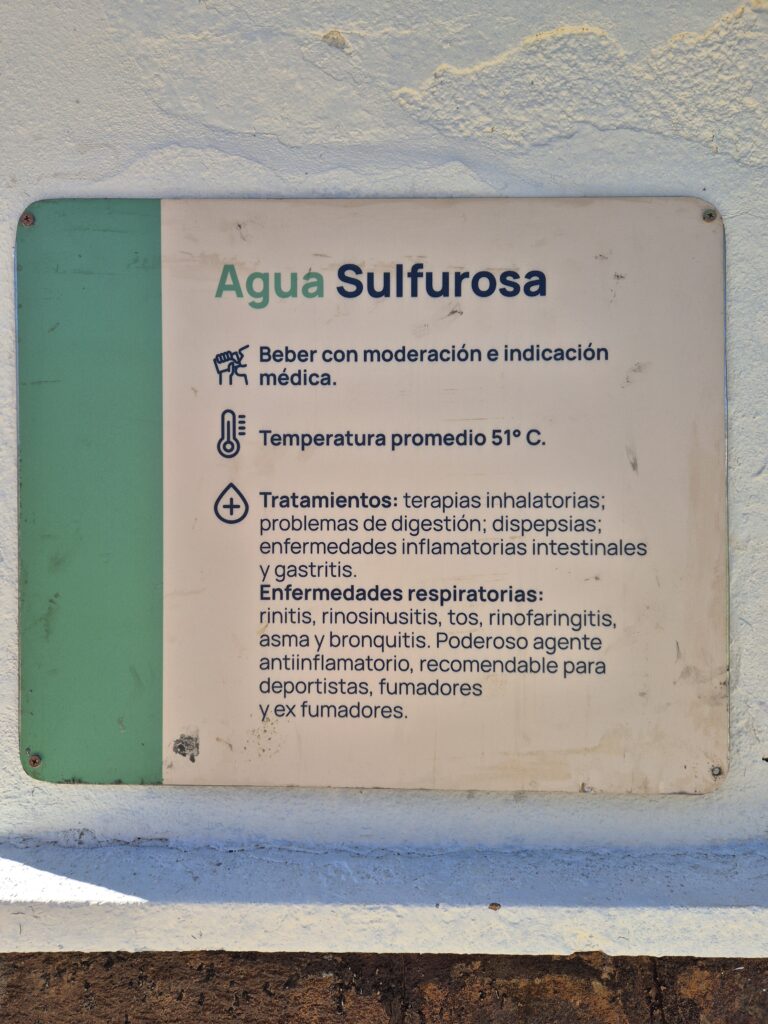 Agua Sulfurosa
Beber con moderación e indicación
médica.
Temperatura promedio 51° C.
Tratamientos: terapias inhalatorias;
problemas de digestión; dispepsias;
enfermedades inflamatorias intestinales
y gastritis.
Enfermedades respiratorias:
rinitis, rinosinusitis, tos, rinofaringitis,
asma y bronquitis. Poderoso agente
antiinflamatorio, recomendable para
deportistas, fumadores
y ex fumadores.